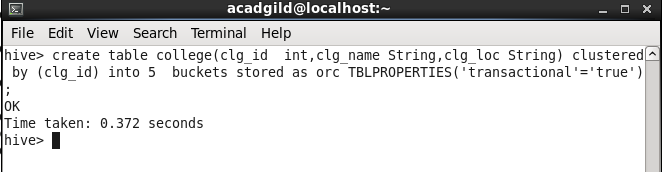 acadgild@localhost:~
File Edit View Search Terminal Help
hive> create table college(clg_id  int,clg_name String,clg_loc String) clustered
 by (clg_id) into 5  buckets stored as orc TBLPROPERTIES('transactional'='true')
;
OK
Time taken: 0.372 seconds
hive>